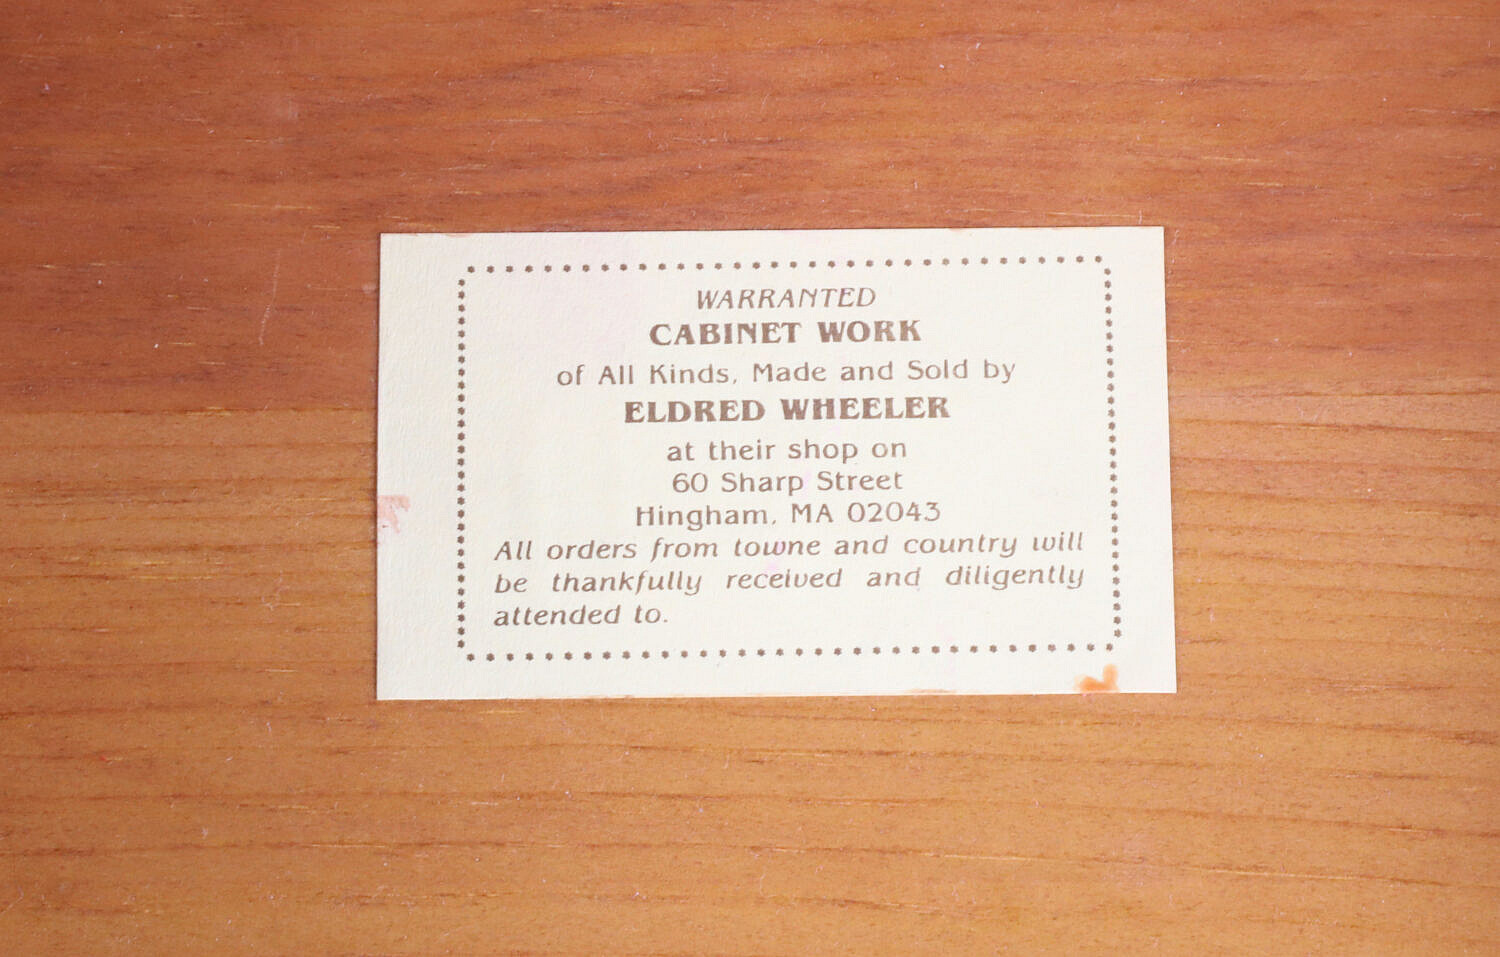 WARRANTED
CABINET WORK
of All Kinds, Made and Sold by
ELDRED WHEELER
at their shop on
60 Sharp Street
Hingham, MA 02043
All orders from towne and country will
be thankfully received and diligently
attended to.